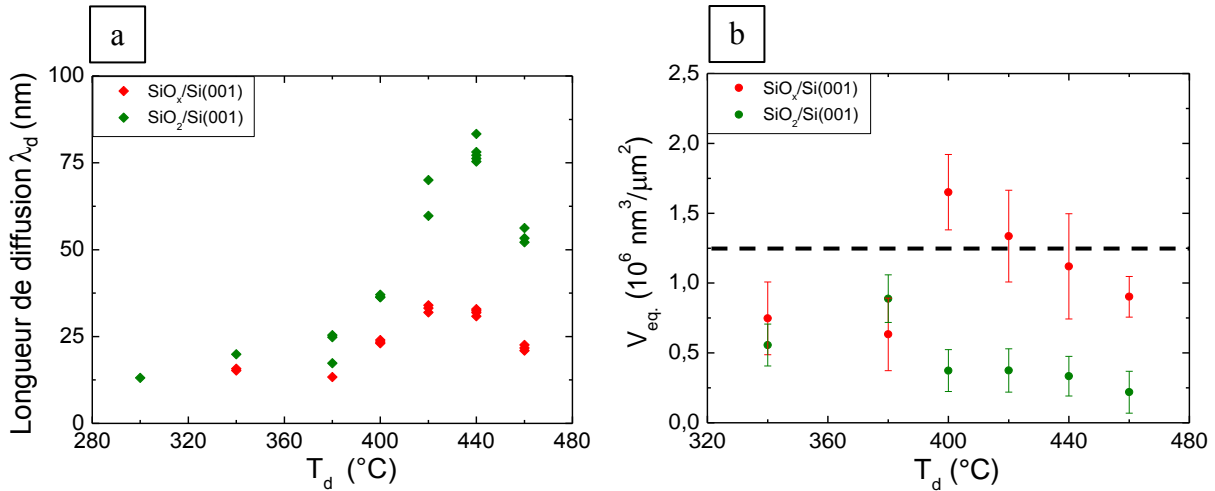 a
100
75
50
25
0
Longueur de diffusion λd (nm)
SiOx/Si(001)
SiO2/Si(001)
280 320 360 400 440 480
Td (°C)
b
2,5
2,0
1,5
1,0
0,5
0,0
Veq. (10^6 nm^3/μm^2)
SiOx/Si(001)
SiO2/Si(001)
320 360 400 440 480
Td (°C)